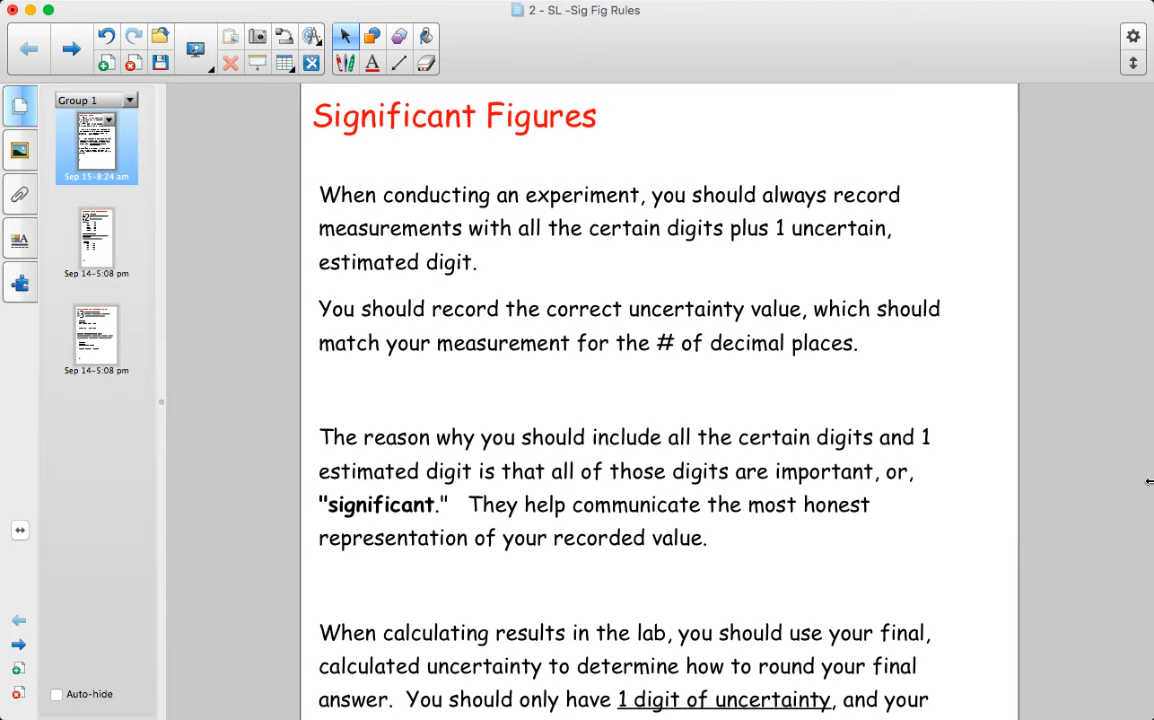 2 - SL -Sig Fig Rules
Group 1
Sep 15-8:24 am
Sep 14-5:08 pm
Sep 14-5:08 pm
Auto-hide
Significant Figures
When conducting an experiment, you should always record
measurements with all the certain digits plus 1 uncertain,
estimated digit.
You should record the correct uncertainty value, which should
match your measurement for the # of decimal places.
The reason why you should include all the certain digits and 1
estimated digit is that all of those digits are important, or,
"significant." They help communicate the most honest
representation of your recorded value.
When calculating results in the lab, you should use your final,
calculated uncertainty to determine how to round your final
answer. You should only have 1 digit of uncertainty, and your